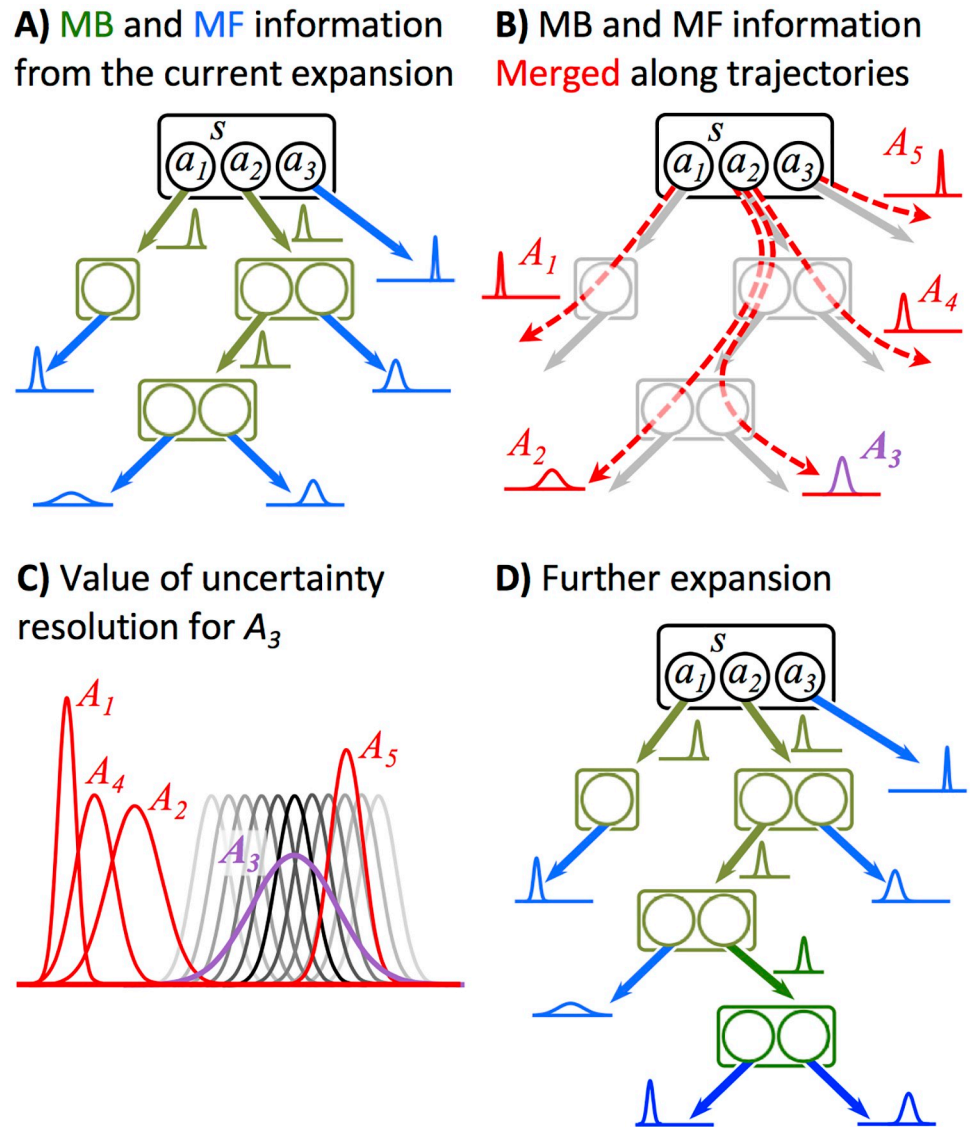 A) MB and MF information
from the current expansion
s
a1 a2 a3
B) MB and MF information
Merged along trajectories
s
a1 a2 a3
A5
A1
A4
A2
A3
C) Value of uncertainty
resolution for A3
A1
A4
A2
A3
A5
D) Further expansion
s
a1 a2 a3